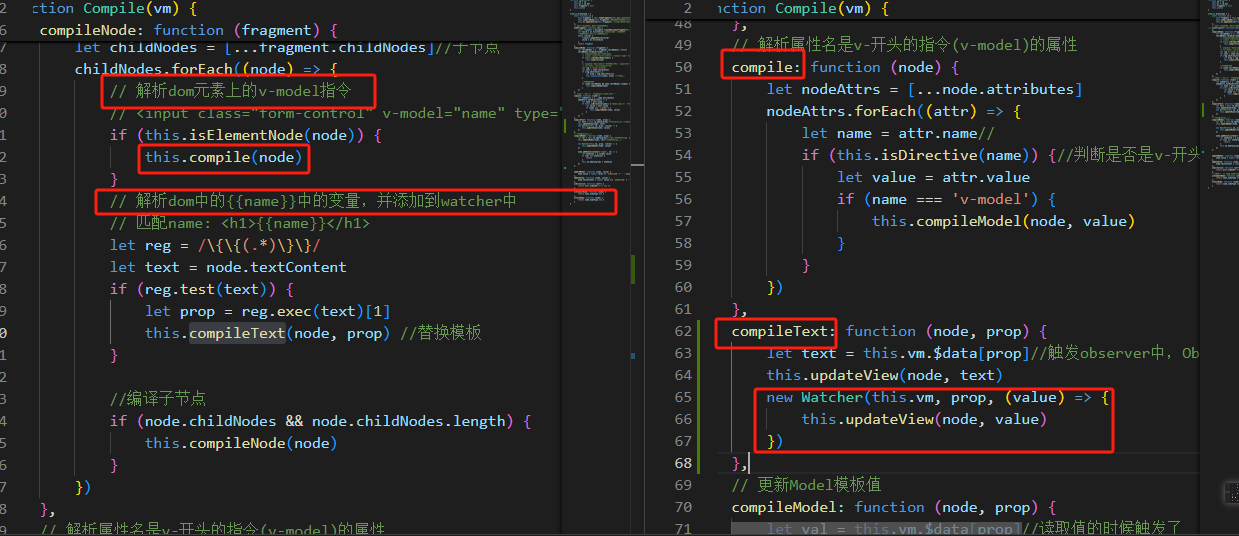 nction Compile(vm) {
compileNode: function (fragment) {
let childNodes = [...fragment.childNodes]//子节点
childNodes.forEach((node) => {
// 解析dom元素上的v-model指令
// <input class="form-control" v-model="name" type=
if (this.isElementNode(node)) {
this.compile(node)
}
// 解析dom中的{{name}}中的变量，并添加到watcher中
// 匹配name: <h1>{{name}}</h1>
let reg = /\{\{(.*)\}\}/
let text = node.textContent
if (reg.test(text)) {
let prop = reg.exec(text)[1]
this.compileText(node, prop) //替换模板
}
//编译子节点
if (node.childNodes && node.childNodes.length) {
this.compileNode(node)
}
})
},
// 解析属性名是v-开头的指令(v-model)的属性
2 nction Compile(vm) {
48 },
49 // 解析属性名是v-开头的指令(v-model)的属性
50 compile: function (node) {
51 let nodeAttrs = [...node.attributes]
52 nodeAttrs.forEach((attr) => {
53 let name = attr.name//
54 if (this.isDirective(name)) {//判断是否是v-开头
55 let value = attr.value
56 if (name === 'v-model') {
57 this.compileModel(node, value)
58 }
59 }
60 })
61 },
62 compileText: function (node, prop) {
63 let text = this.vm.$data[prop]//触发observer中，Ob
64 this.updateView(node, text)
65 new Watcher(this.vm, prop, (value) => {
66 this.updateView(node, value)
67 })
68 },
69 // 更新Model模板值
70 compileModel: function (node, prop) {
71 let val = this.vm.$data[prop]//读取值的时候触发了